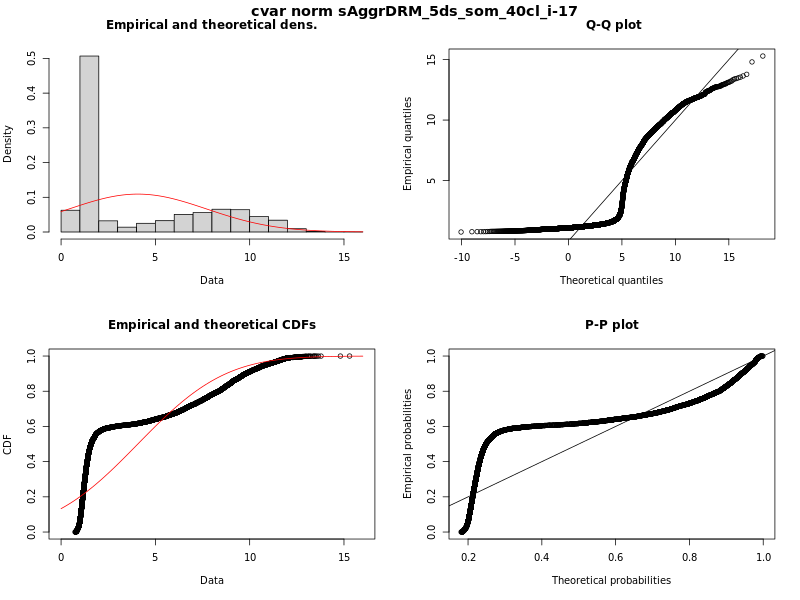 cvar norm sAggrDRM_5ds_som_40cl_i-17
Empirical and theoretical dens.
Density
0.0 0.1 0.2 0.3 0.4 0.5
0 5 10 15
Data
Q-Q plot
Empirical quantiles
5 10 15
-10 -5 0 5 10 15
Theoretical quantiles
Empirical and theoretical CDFs
CDF
0.0 0.2 0.4 0.6 0.8 1.0
0 5 10 15
Data
P-P plot
Empirical probabilities
0.0 0.2 0.4 0.6 0.8 1.0
0.2 0.4 0.6 0.8 1.0
Theoretical probabilities